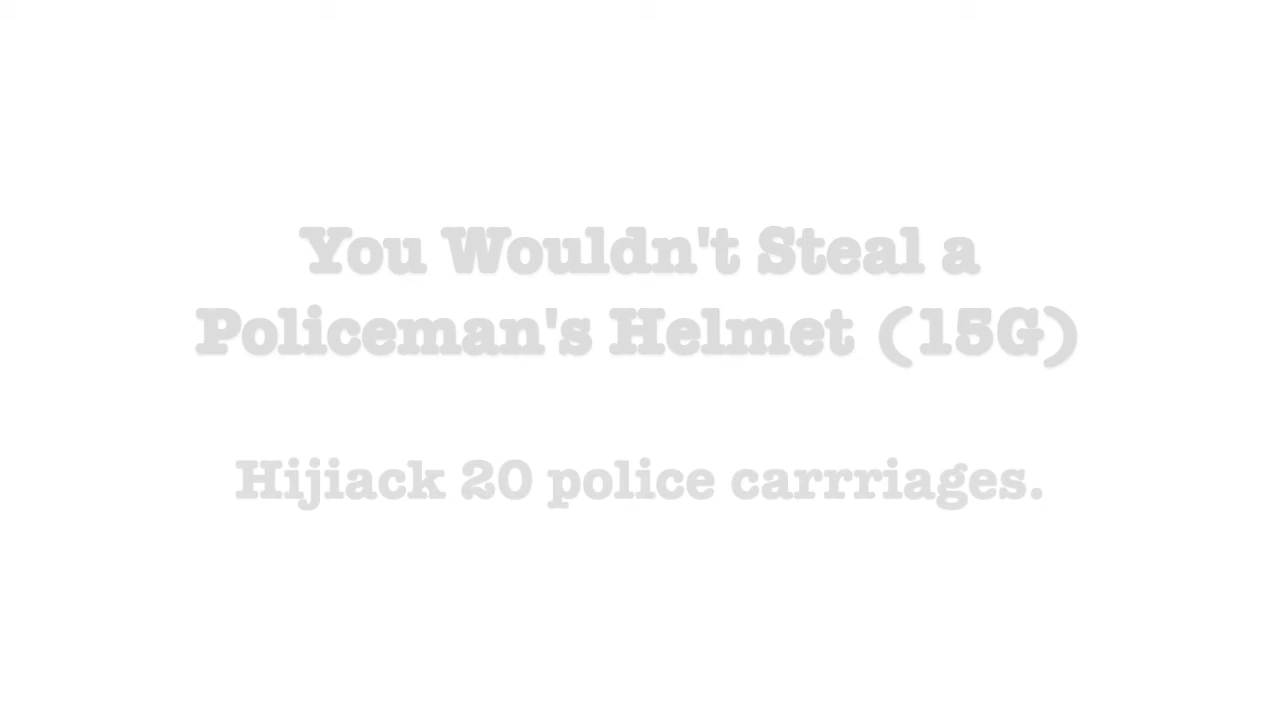 You Wouldn't Steal a
Policeman's Helmet (15G)
Hijiack 20 police carrriages.